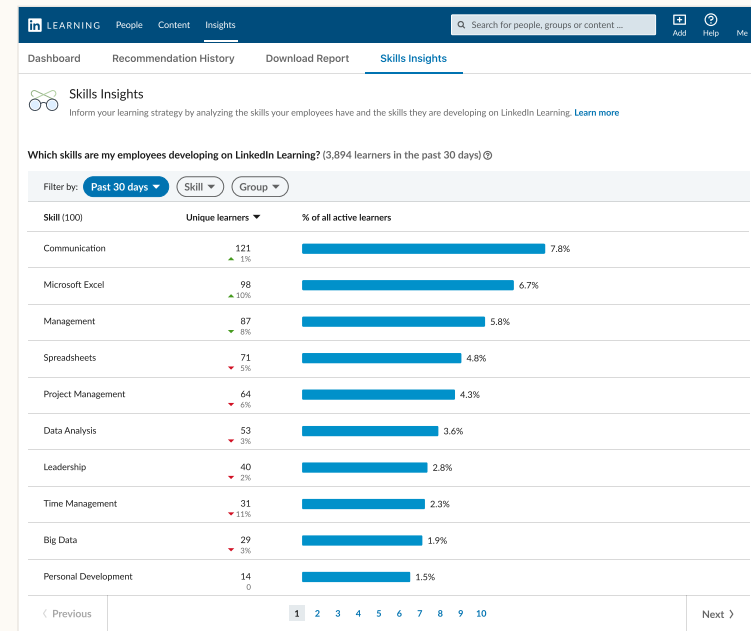 in LEARNING People Content Insights Search for people, groups or content ... Add Help Me
Dashboard Recommendation History Download Report Skills Insights
Skills Insights
Inform your learning strategy by analyzing the skills your employees have and the skills they are developing on LinkedIn Learning. Learn more
Which skills are my employees developing on LinkedIn Learning? (3,894 learners in the past 30 days)
Filter by: Past 30 days Skill Group
Skill (100) Unique learners % of all active learners
Communication 121 7.8%
1%
Microsoft Excel 98 6.7%
10%
Management 87 5.8%
8%
Spreadsheets 71 4.8%
5%
Project Management 64 4.3%
6%
Data Analysis 53 3.6%
3%
Leadership 40 2.8%
2%
Time Management 31 2.3%
11%
Big Data 29 1.9%
3%
Personal Development 14 1.5%
0
Previous 1 2 3 4 5 6 7 8 9 10 Next